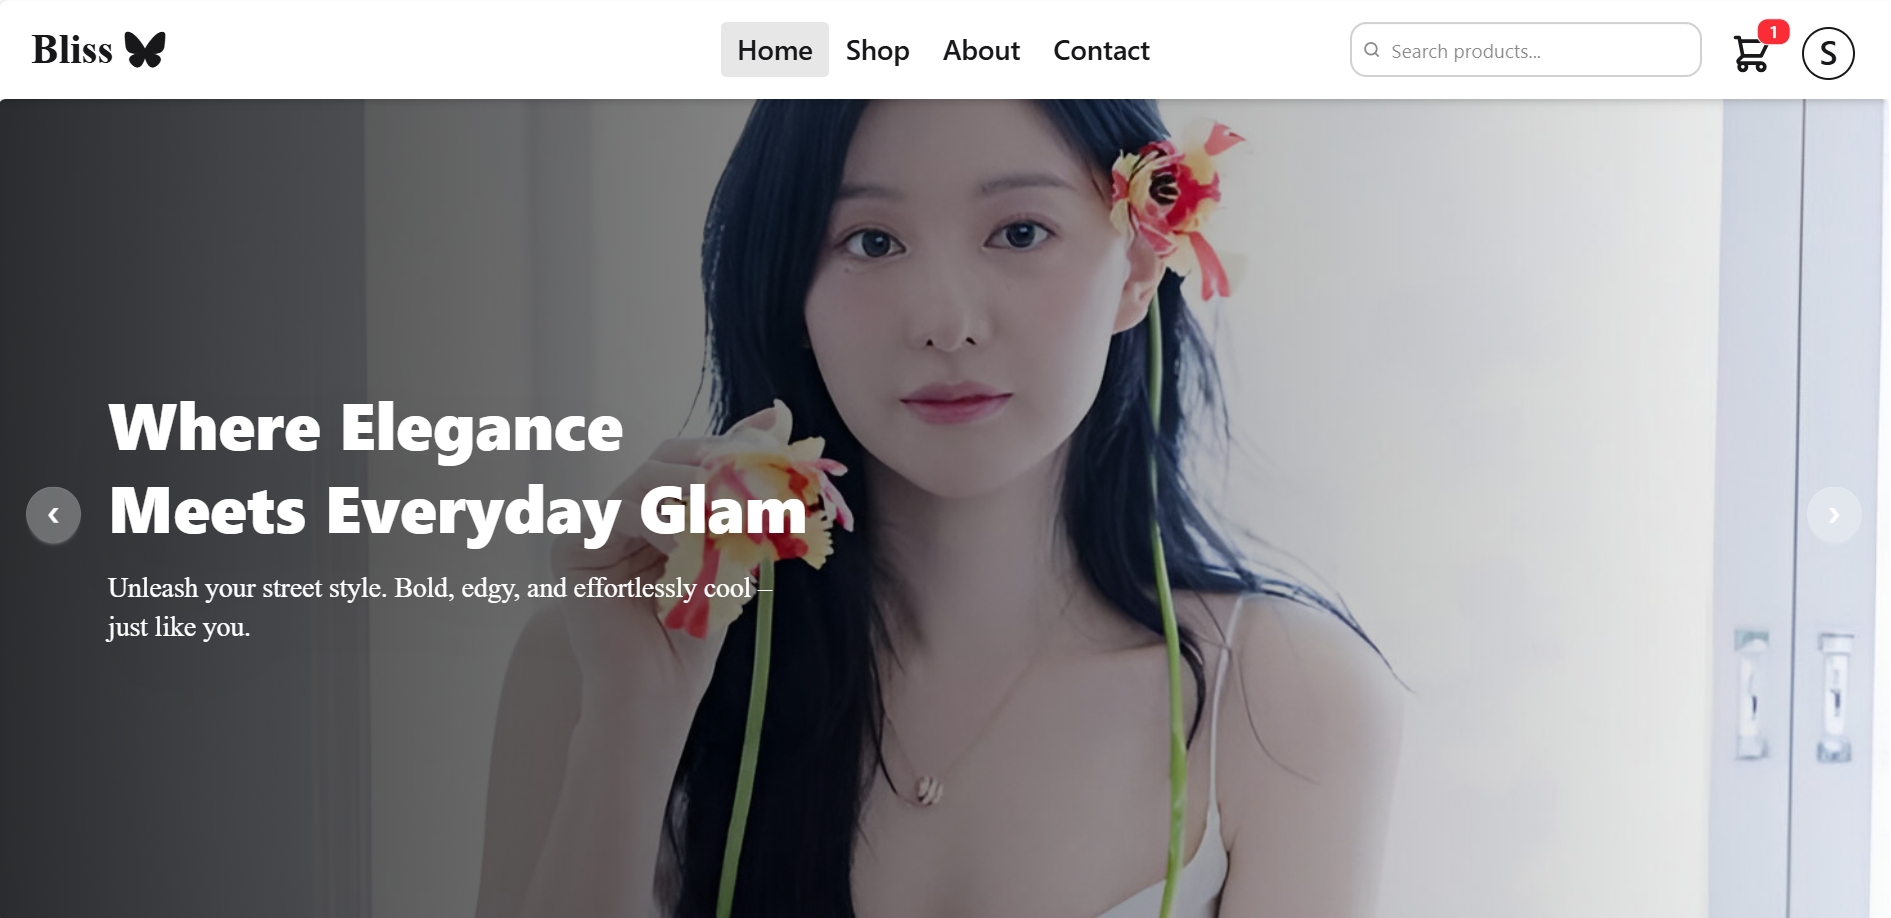 Bliss
Home Shop About Contact
Search products...
1
S
Where Elegance
Meets Everyday Glam
Unleash your street style. Bold, edgy, and effortlessly cool –
just like you.